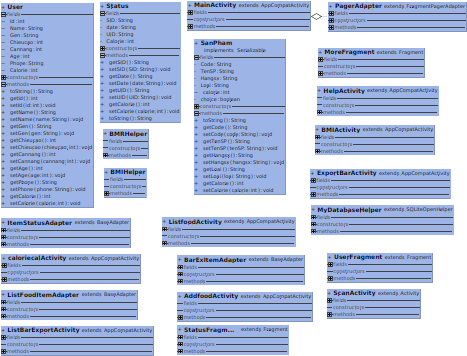 User
fields
Id: int
Name: String
Gen: String
Chieucao: int
Cannang: int
Age: int
Phope: String
Calorie: int
constructors
methods
toString(): String
getId(): int
setId(id: int): void
getName(): String
setName(name: String): void
getGen(): String
setGen(gen: String): void
getChieucao(): int
setChieucao(chieucao: int): void
getCannang(): int
setCannang(cannang: int): void
getAge(): int
setAge(age: int): void
getPhope(): String
setPhope(phope: String): void
getCalorie(): int
setCalorie(calorie: int): void
Status
fields
SID: String
date: String
UID: String
Calorie: int
constructors
methods
getSID(): String
setSID(SID: String): void
getDate(): String
setDate(date: String): void
getUID(): String
setUID(UID: String): void
getCalorie(): int
setCalorie(calorie: int): void
toString(): String
BMRHelper
fields
constructors
methods
BMIHelper
fields
constructors
methods
MainActivity extends AppCompatActivity
fields
constructors
methods
SanPham
implements Serializable
fields
Code: String
TenSP: String
Hangsx: String
Loai: String
calorie: int
choice: boolean
constructors
methods
toString(): String
getCode(): String
setCode(code: String): void
getTenSP(): String
setTenSP(tenSP: String): void
getHangsx(): String
setHangsx(hangsx: String): void
getLoai(): String
setLoai(loai: String): void
getCalorie(): int
setCalorie(calorie: int): void
PagerAdapter extends FragmentPagerAdapter
fields
constructors
methods
MoreFragment extends Fragment
fields
constructors
methods
HelpActivity extends AppCompatActivity
fields
constructors
methods
BMIActivity extends AppCompatActivity
fields
constructors
methods
ExportBarActivity extends AppCompatActivity
fields
constructors
methods
MyDatabaseHelper extends SQLiteOpenHelper
fields
constructors
methods
ItemStatusAdapter extends BaseAdapter
fields
constructors
methods
ListFoodActivity extends AppCompatActivity
fields
constructors
methods
caloriecalActivity extends AppCompatActivity
fields
constructors
methods
BarExItemAdapter extends BaseAdapter
fields
constructors
methods
UserFragment extends Fragment
fields
constructors
methods
ListFoodItemAdapter extends BaseAdapter
fields
constructors
methods
AddfoodActivity extends AppCompatActivity
fields
constructors
methods
ScanActivity extends Activity
fields
constructors
methods
ListBarExportActivity extends AppCompatActivity
fields
constructors
methods
StatusFragm... extends Fragment
fields
constructors
methods